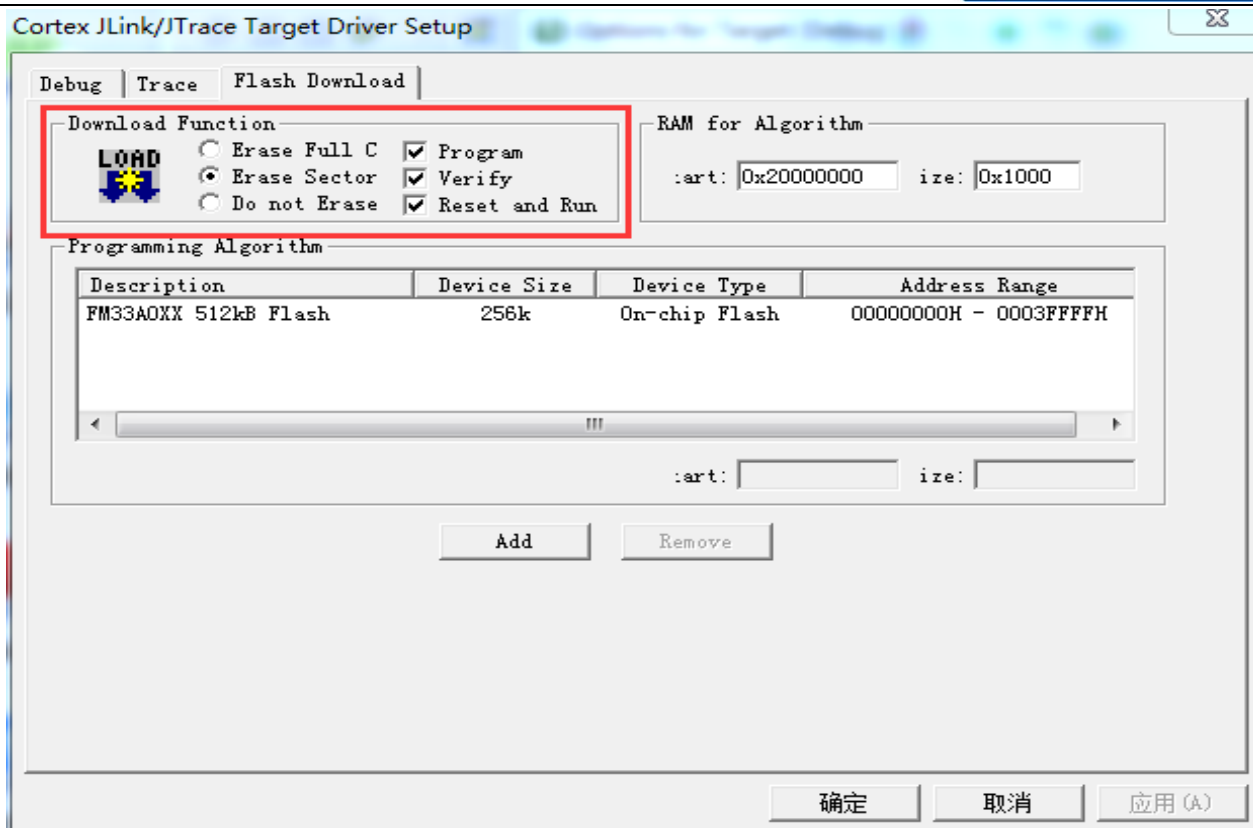 Cortex JLink/JTrace Target Driver Setup
Debug Trace Flash Download
Download Function
LOAD
Erase Full C Program
Erase Sector Verify
Do not Erase Reset and Run
RAM for Algorithm
:art: 0x20000000 ize: 0x1000
Programming Algorithm
Description Device Size Device Type Address Range
FM33A0XX 512kB Flash 256k On-chip Flash 00000000H - 0003FFFFH
:art: ize:
Add Remove
确定 取消 应用(A)